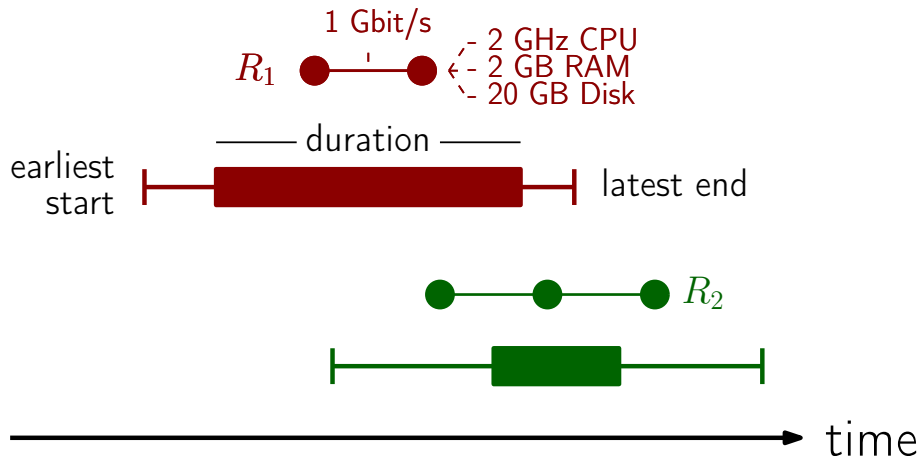 1 Gbit/s
R₁
- 2 GHz CPU
- 2 GB RAM
- 20 GB Disk
duration
earliest
start
latest end
R₂
time